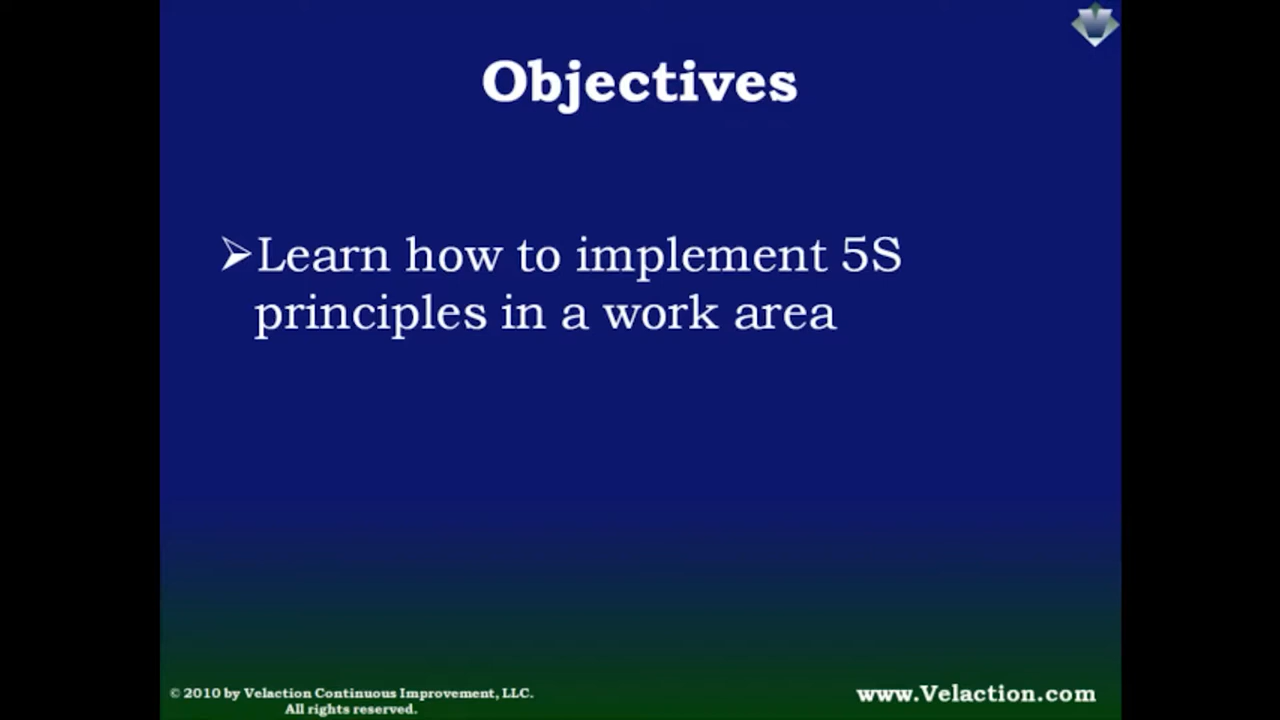 Objectives
➢Learn how to implement 5S
principles in a work area
© 2010 by Velaction Continuous Improvement, LLC.
All rights reserved.
www.Velaction.com